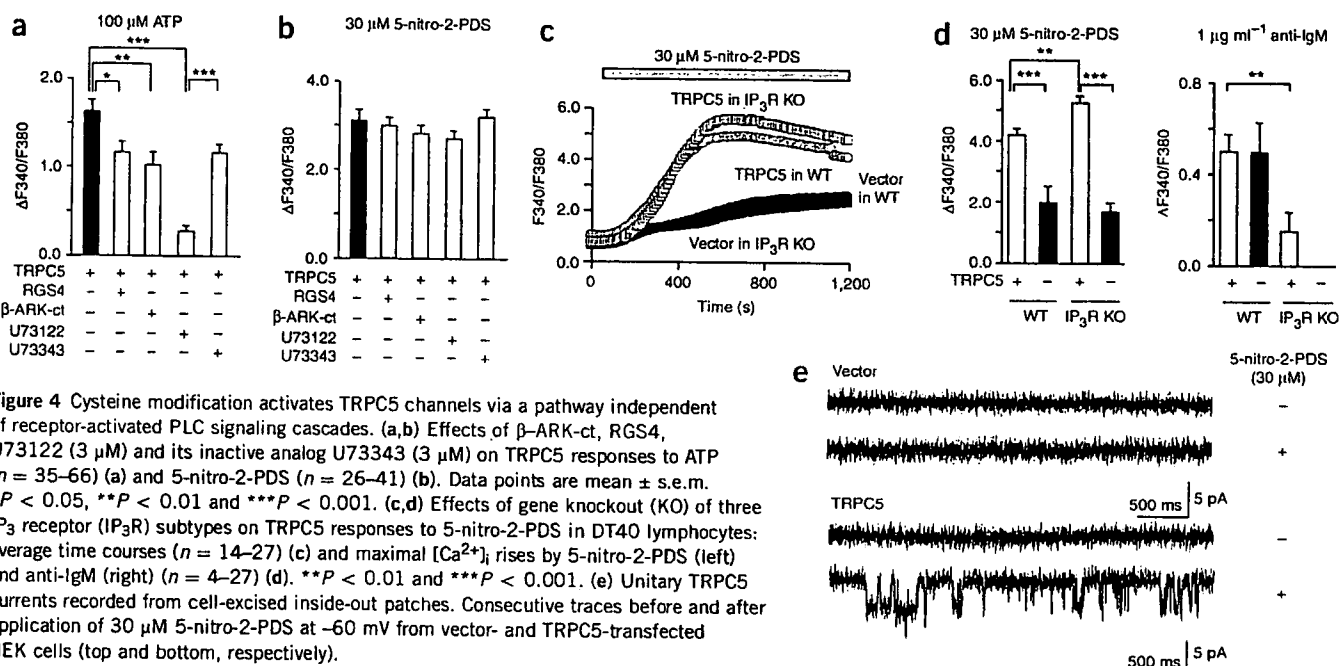 a
100 μM ATP
***
**
*
***
2.0
1.0
0.0
ΔF340/F380
TRPC5 + + + + +
RGS4 – + – – –
β-ARK-ct – – + – –
U73122 – – – + –
U73343 – – – – +
b
30 μM 5-nitro-2-PDS
4.0
2.0
0.0
ΔF340/F380
TRPC5 + + + + +
RGS4 – + – – –
β-ARK-ct – – + – –
U73122 – – – + –
U73343 – – – – +
c
30 μM 5-nitro-2-PDS
TRPC5 in IP3R KO
TRPC5 in WT
Vector in WT
Vector in IP3R KO
6.0
4.0
2.0
0.0
F340/F380
0 400 800 1,200
Time (s)
d
30 μM 5-nitro-2-PDS
**
*** ***
6.0
4.0
2.0
0.0
ΔF340/F380
TRPC5 + – + –
WT IP3R KO
1 μg ml–1 anti-IgM
**
0.8
0.4
0.0
ΔF340/F380
+ – + –
WT IP3R KO
e
5-nitro-2-PDS
(30 μM)
Vector
–
+
500 ms 5 pA
TRPC5
–
+
500 ms 5 pA
igure 4 Cysteine modification activates TRPC5 channels via a pathway independent
f receptor-activated PLC signaling cascades. (a,b) Effects of β-ARK-ct, RGS4,
J73122 (3 μM) and its inactive analog U73343 (3 μM) on TRPC5 responses to ATP
n = 35–66) (a) and 5-nitro-2-PDS (n = 26–41) (b). Data points are mean ± s.e.m.
P < 0.05, **P < 0.01 and ***P < 0.001. (c,d) Effects of gene knockout (KO) of three
P3 receptor (IP3R) subtypes on TRPC5 responses to 5-nitro-2-PDS in DT40 lymphocytes:
verage time courses (n = 14–27) (c) and maximal [Ca2+]i rises by 5-nitro-2-PDS (left)
nd anti-IgM (right) (n = 4–27) (d). **P < 0.01 and ***P < 0.001. (e) Unitary TRPC5
urrents recorded from cell-excised inside-out patches. Consecutive traces before and after
pplication of 30 μM 5-nitro-2-PDS at –60 mV from vector- and TRPC5-transfected
HEK cells (top and bottom, respectively).